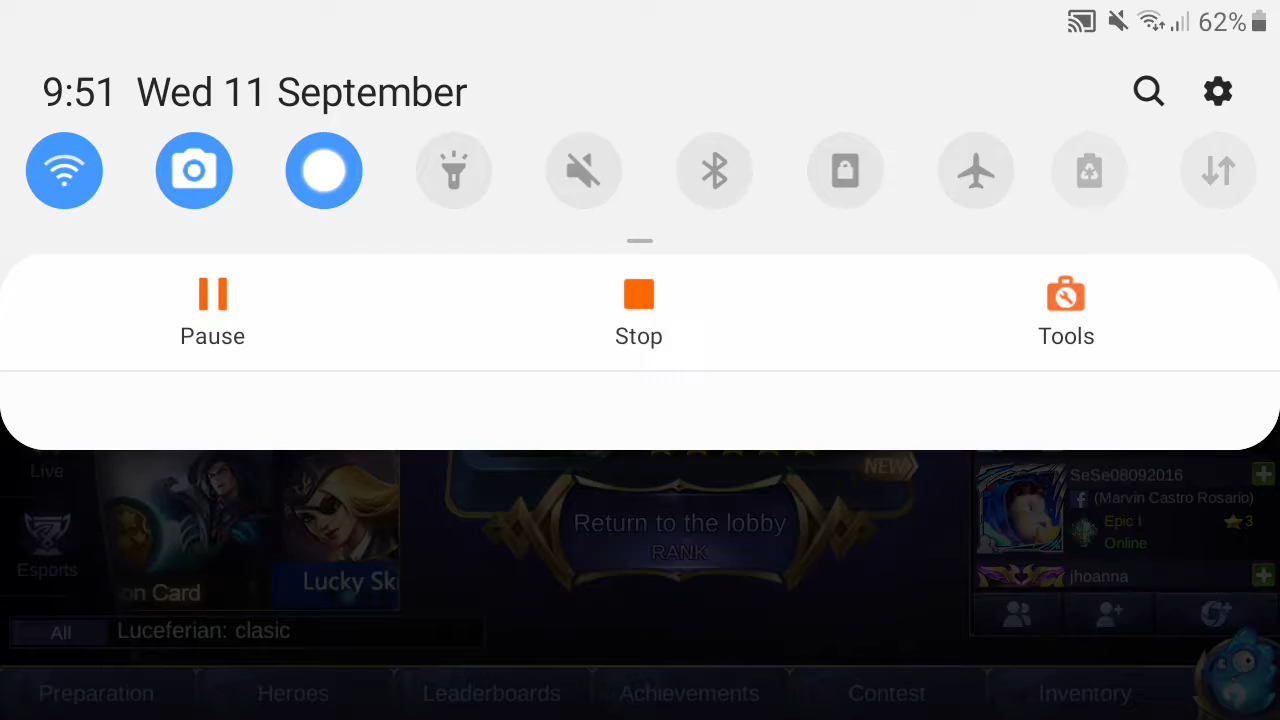 62%
9:51 Wed 11 September
Pause Stop Tools
Live
NEW
SeSe08092016
(Marvin Castro Rosario)
Return to the lobby
Epic I 3
Online
RANK
Esports
jhoanna
on Card
Lucky Sk
All Luceferian: clasic
Preparation Heroes Leaderboards Achievements Contest Inventory